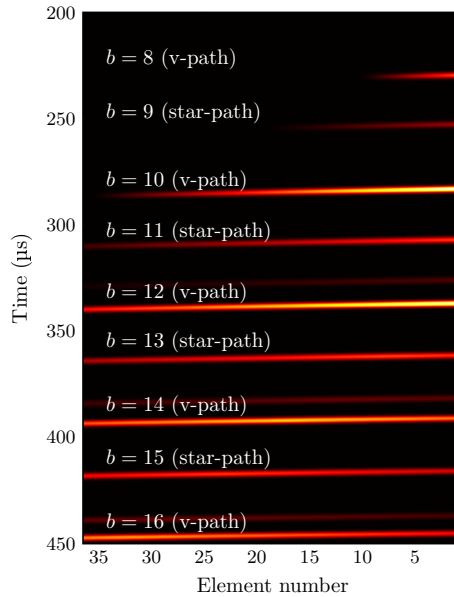 200
b = 8 (v-path)
b = 9 (star-path)
250
b = 10 (v-path)
300
b = 11 (star-path)
b = 12 (v-path)
350
b = 13 (star-path)
b = 14 (v-path)
400
b = 15 (star-path)
b = 16 (v-path)
450
Time (µs)
35 30 25 20 15 10 5
Element number